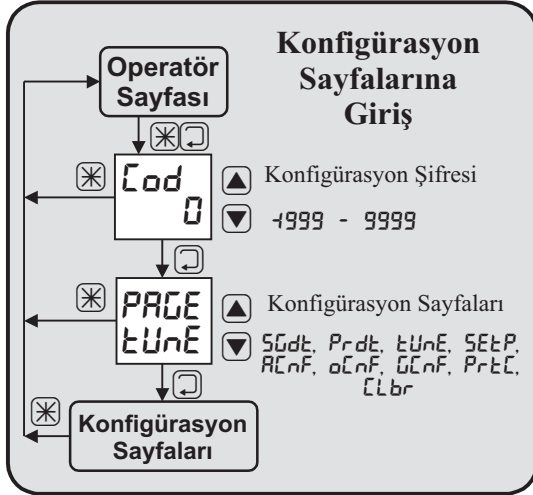 Konfigürasyon
Sayfalarına
Giriş
Operatör
Sayfası
Cod
0
Konfigürasyon Şifresi
-1999 - 9999
PAGE
tUnE
Konfigürasyon Sayfaları
SGdt, Prdt, tUnE, SEtP,
ACnF, oCnF, GCnF, PrtC,
CLbr
Konfigürasyon
Sayfaları